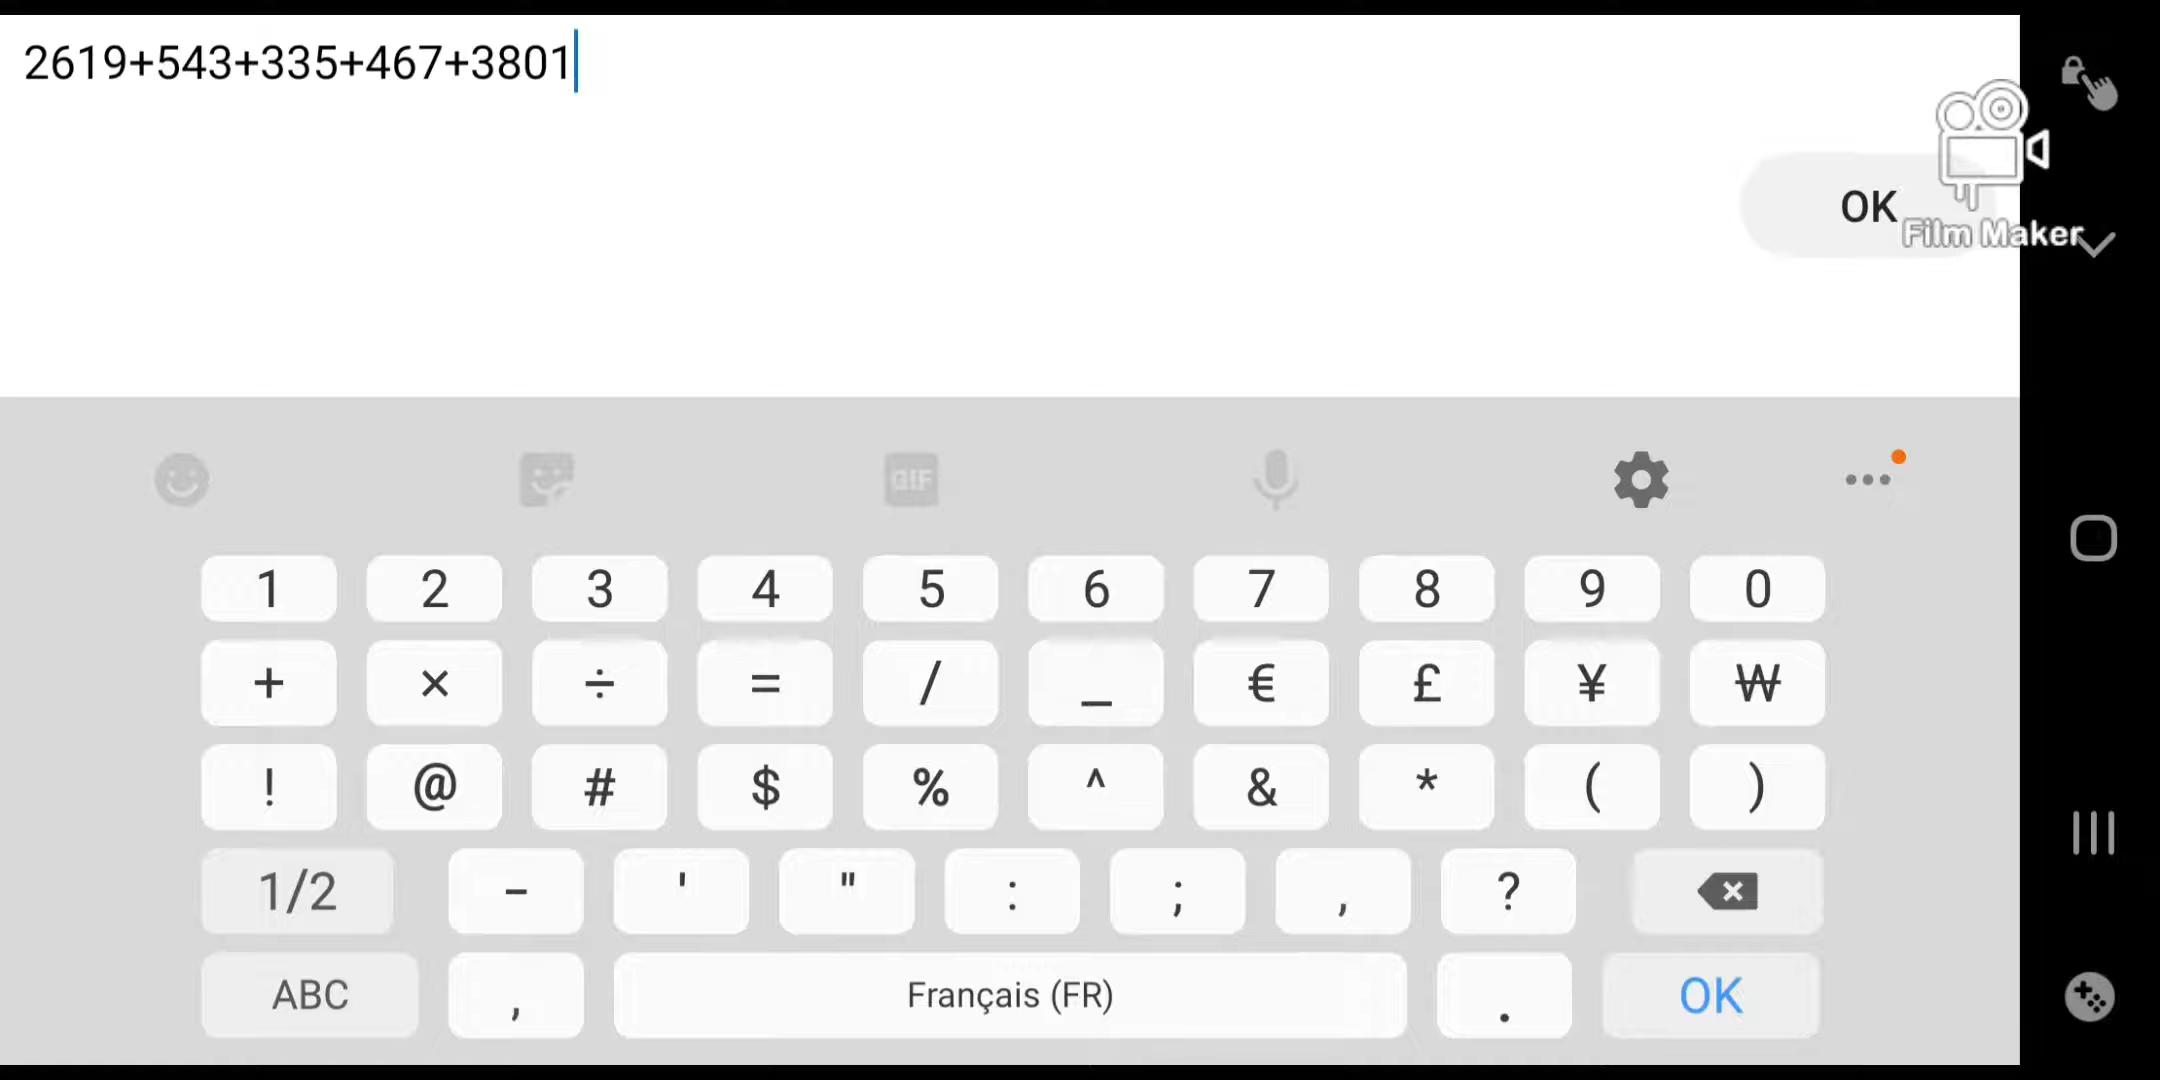 2619+543+335+467+3801
OK
Film Maker
GIF
1 2 3 4 5 6 7 8 9 0
+ × ÷ = / _ € £ ¥ ₩
! @ # $ % ^ & * ( )
1/2 - ' " : ; , ?
ABC , Français (FR) . OK